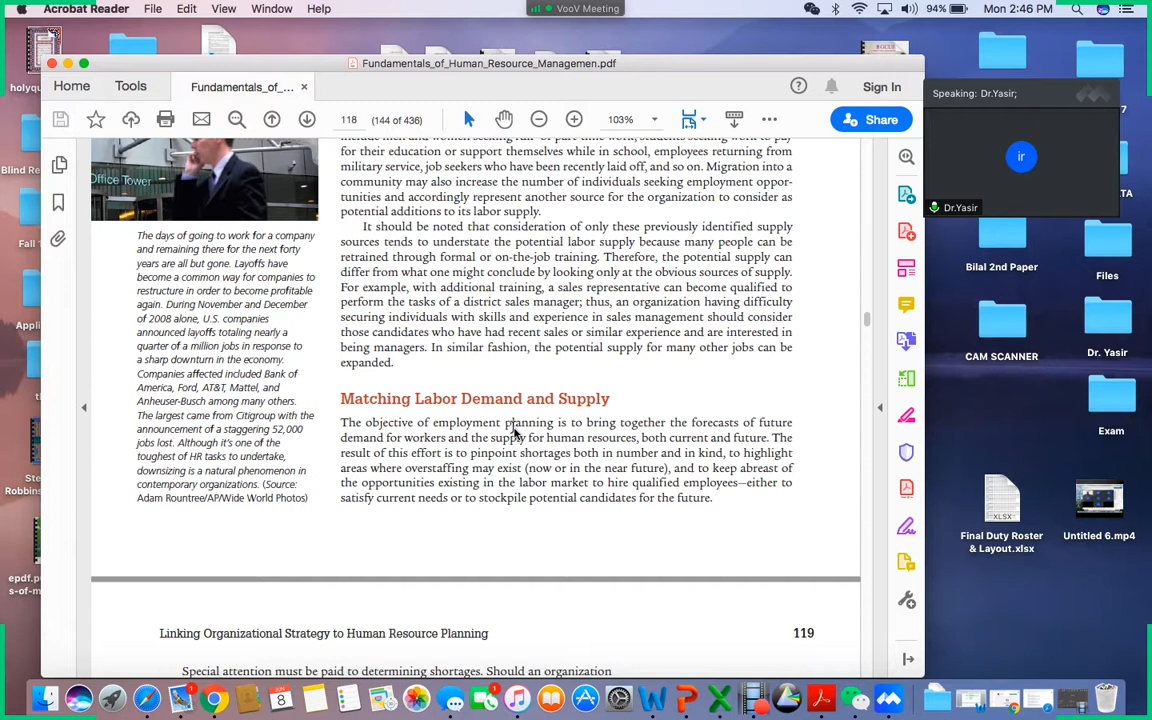 Acrobat Reader File Edit View Window Help
VooV Meeting
94% Mon 2:46 PM
Fundamentals_of_Human_Resource_Managemen.pdf
Home Tools Fundamentals_of_... × Sign In
118 (144 of 436) 103% Share
Speaking: Dr.Yasir;
ir
Dr.Yasir
Office Tower
for their education or support themselves while in school, employees returning from
military service, job seekers who have been recently laid off, and so on. Migration into a
community may also increase the number of individuals seeking employment oppor-
tunities and accordingly represent another source for the organization to consider as
potential additions to its labor supply.
It should be noted that consideration of only these previously identified supply
sources tends to understate the potential labor supply because many people can be
retrained through formal or on-the-job training. Therefore, the potential supply can
differ from what one might conclude by looking only at the obvious sources of supply.
For example, with additional training, a sales representative can become qualified to
perform the tasks of a district sales manager; thus, an organization having difficulty
securing individuals with skills and experience in sales management should consider
those candidates who have had recent sales or similar experience and are interested in
being managers. In similar fashion, the potential supply for many other jobs can be
expanded.
Matching Labor Demand and Supply
The objective of employment planning is to bring together the forecasts of future
demand for workers and the supply for human resources, both current and future. The
result of this effort is to pinpoint shortages both in number and in kind, to highlight
areas where overstaffing may exist (now or in the near future), and to keep abreast of
the opportunities existing in the labor market to hire qualified employees—either to
satisfy current needs or to stockpile potential candidates for the future.
The days of going to work for a company
and remaining there for the next forty
years are all but gone. Layoffs have
become a common way for companies to
restructure in order to become profitable
again. During November and December
of 2008 alone, U.S. companies
announced layoffs totaling nearly a
quarter of a million jobs in response to
a sharp downturn in the economy.
Companies affected included Bank of
America, Ford, AT&T, Mattel, and
Anheuser-Busch among many others.
The largest came from Citigroup with the
announcement of a staggering 52,000
jobs lost. Although it's one of the
toughest of HR tasks to undertake,
downsizing is a natural phenomenon in
contemporary organizations. (Source:
Adam Rountree/AP/Wide World Photos)
Linking Organizational Strategy to Human Resource Planning 119
Special attention must be paid to determining shortages. Should an organization
holyqu
Blind Re
Fall
Applic
Ste
Robbins
epdf.pu
s-of-m
Bilal 2nd Paper
Files
CAM SCANNER
Dr. Yasir
Exam
XLSX
Final Duty Roster
& Layout.xlsx
Untitled 6.mp4
JUN
8
1
1